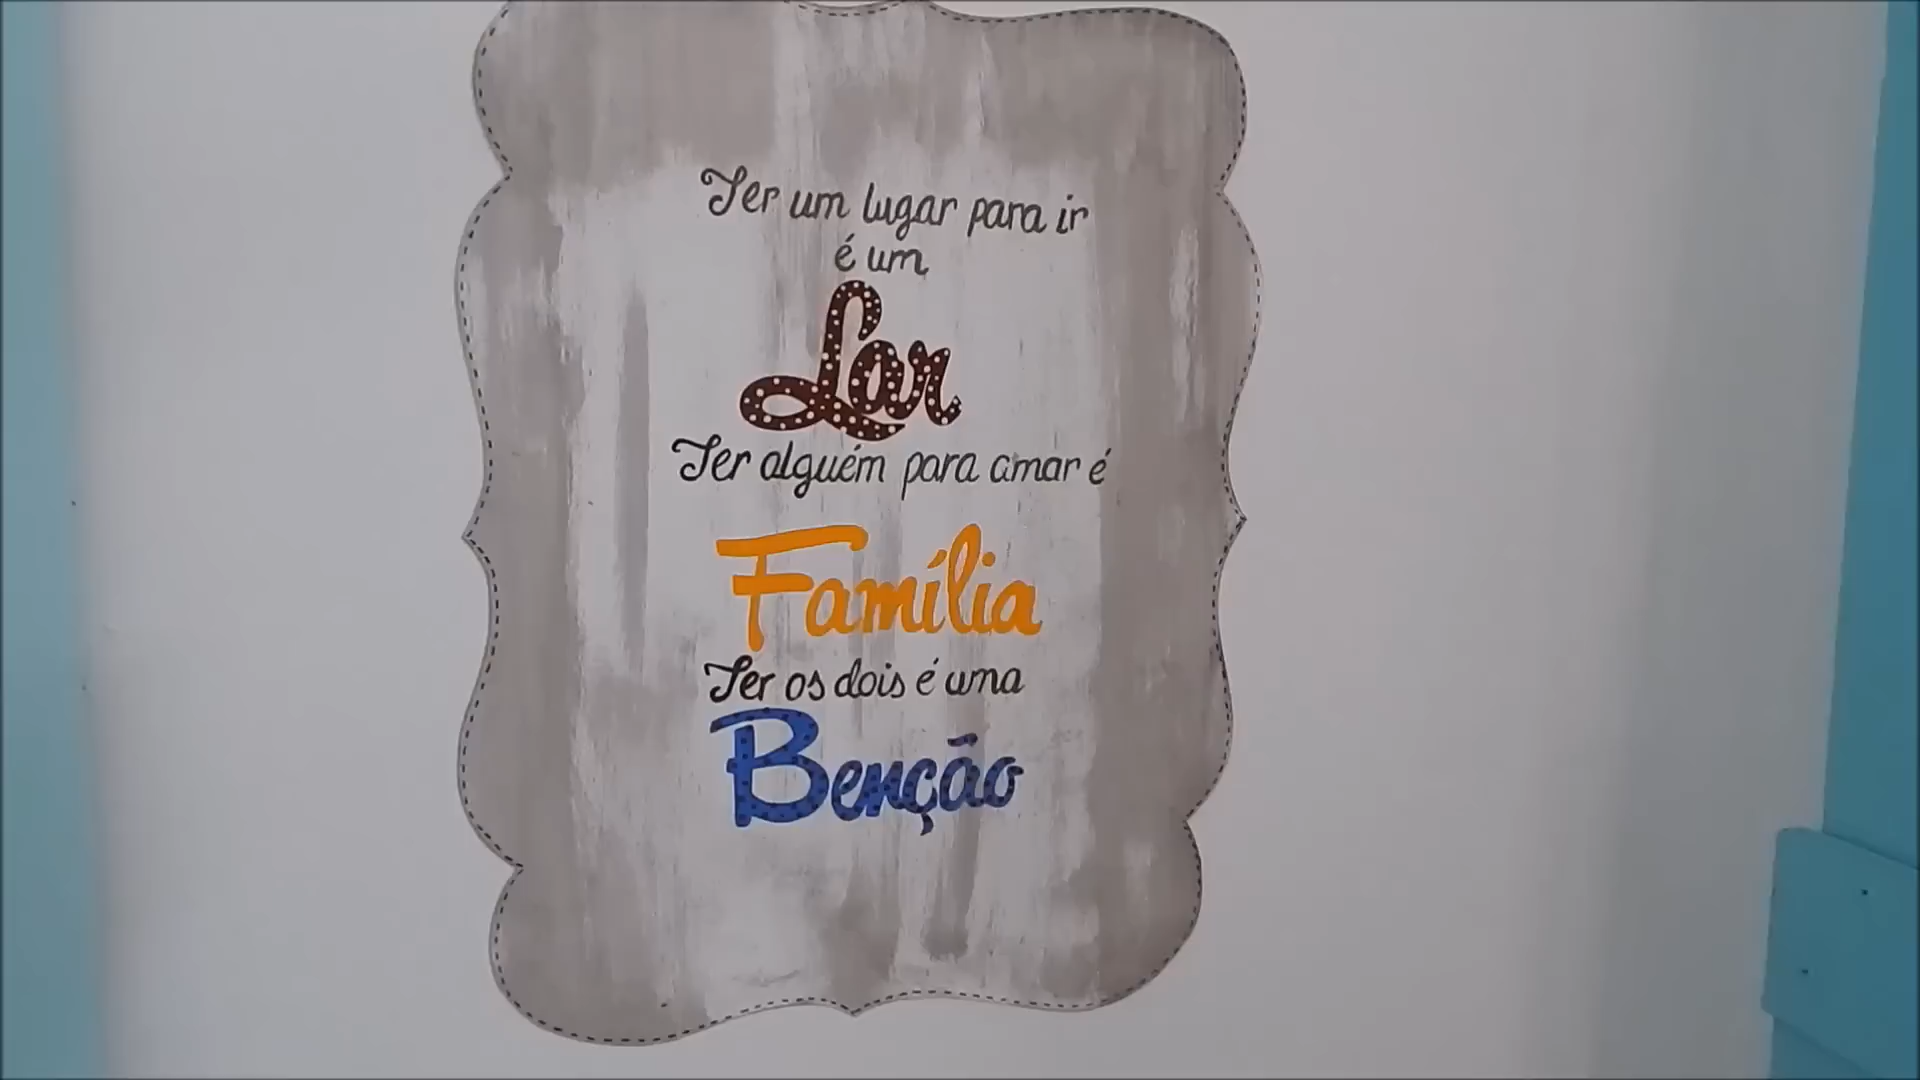 Ter um lugar para ir
é um
Lar
Ter alguém para amar é
Família
Ter os dois é uma
Benção